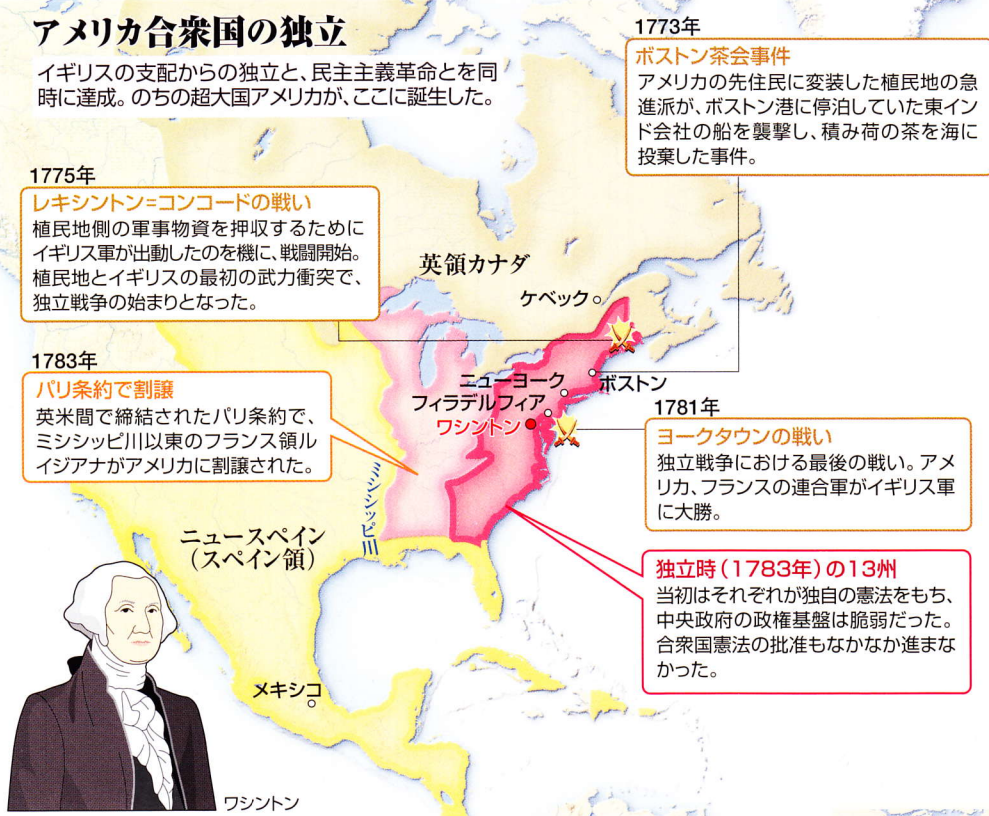 アメリカ合衆国の独立
イギリスの支配からの独立と、民主主義革命とを同
時に達成。のちの超大国アメリカが、ここに誕生した。
1773年
ボストン茶会事件
アメリカの先住民に変装した植民地の急
進派が、ボストン港に停泊していた東イン
ド会社の船を襲撃し、積み荷の茶を海に
投棄した事件。
1775年
レキシントン=コンコードの戦い
植民地側の軍事物資を押収するために
イギリス軍が出動したのを機に、戦闘開始。
植民地とイギリスの最初の武力衝突で、
独立戦争の始まりとなった。
英領カナダ
ケベック
1783年
パリ条約で割譲
英米間で締結されたパリ条約で、
ミシシッピ川以東のフランス領ル
イジアナがアメリカに割譲された。
ニューヨーク
ボストン
フィラデルフィア
ワシントン
1781年
ヨークタウンの戦い
独立戦争における最後の戦い。アメ
リカ、フランスの連合軍がイギリス軍
に大勝。
ミシシッピ川
ニュースペイン
(スペイン領)
独立時(1783年)の13州
当初はそれぞれが独自の憲法をもち、
中央政府の政権基盤は脆弱だった。
合衆国憲法の批准もなかなか進まな
かった。
メキシコ
ワシントン